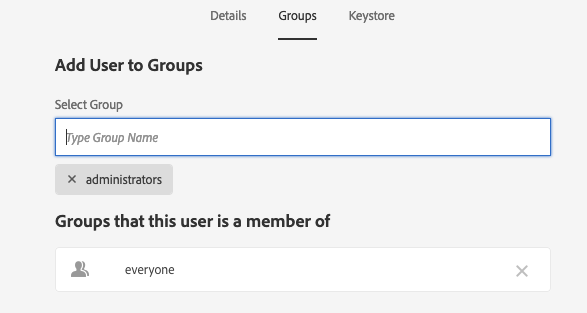 Details Groups Keystore
Add User to Groups
Select Group
Type Group Name
administrators
Groups that this user is a member of
everyone